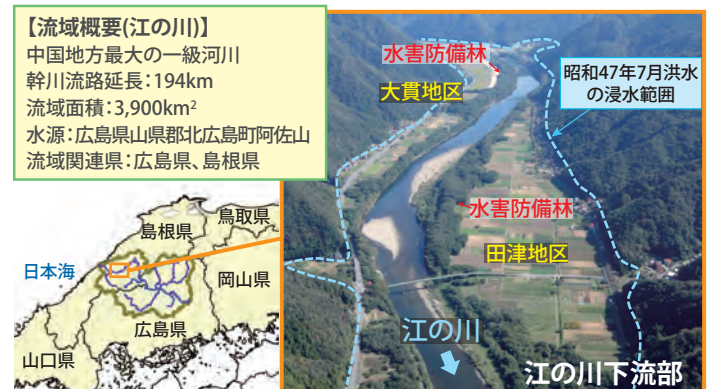 【流域概要(江の川)】
中国地方最大の一級河川
幹川流路延長:194km
流域面積:3,900km²
水源:広島県山県郡北広島町阿佐山
流域関連県:広島県、島根県
水害防備林
大貫地区
昭和47年7月洪水
の浸水範囲
水害防備林
田津地区
江の川
江の川下流部
鳥取県
島根県
日本海
岡山県
広島県
山口県